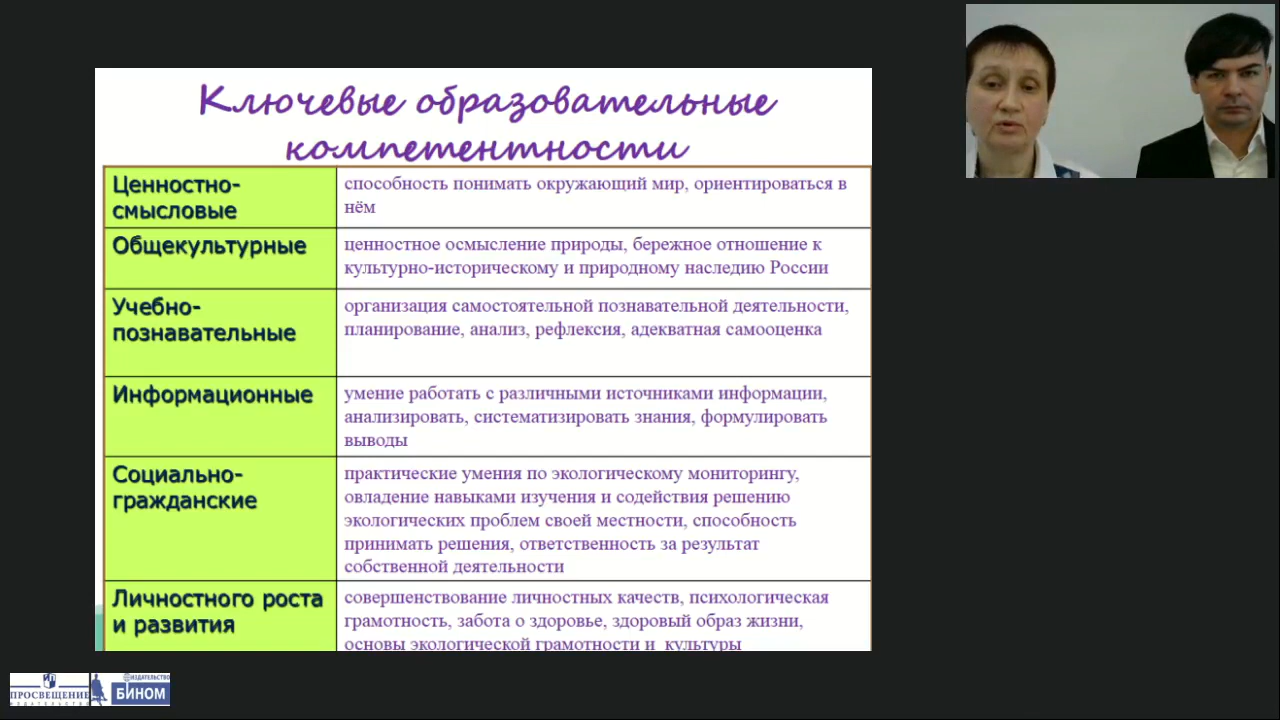 Ключевые образовательные
компетентности
Ценностно-
смысловые
способность понимать окружающий мир, ориентироваться в
нём
Общекультурные
ценностное осмысление природы, бережное отношение к
культурно-историческому и природному наследию России
Учебно-
познавательные
организация самостоятельной познавательной деятельности,
планирование, анализ, рефлексия, адекватная самооценка
Информационные
умение работать с различными источниками информации,
анализировать, систематизировать знания, формулировать
выводы
Социально-
гражданские
практические умения по экологическому мониторингу,
овладение навыками изучения и содействия решению
экологических проблем своей местности, способность
принимать решения, ответственность за результат
собственной деятельности
Личностного роста
и развития
совершенствование личностных качеств, психологическая
грамотность, забота о здоровье, здоровый образ жизни,
основы экологической грамотности и культуры
ПРОСВЕЩЕНИЕ
ИЗДАТЕЛЬСТВО
ИЗДАТЕЛЬСТВО
БИНОМ